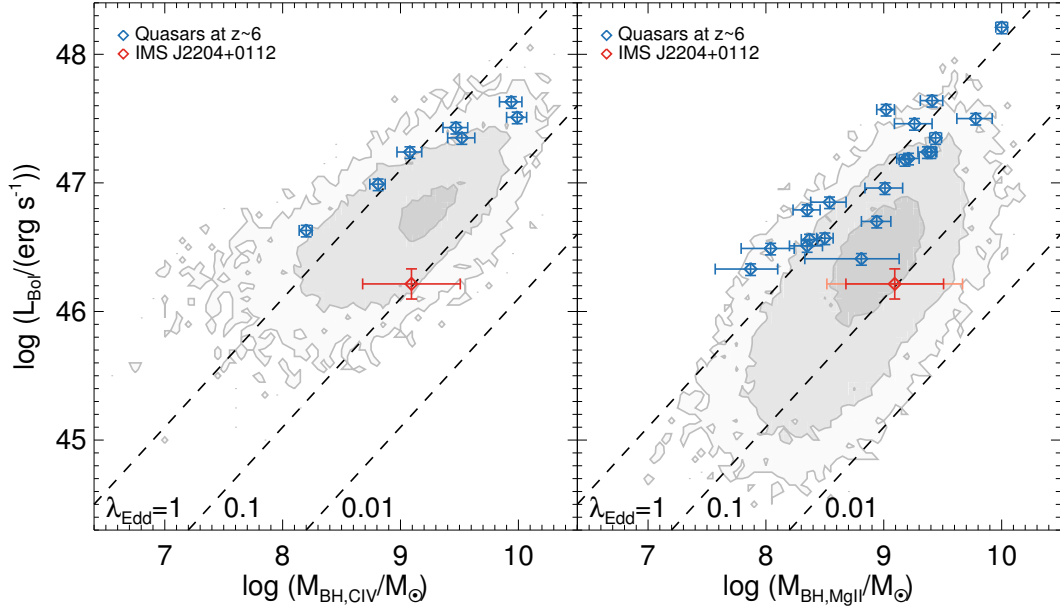 Quasars at z~6
IMS J2204+0112
Quasars at z~6
IMS J2204+0112
48
47
46
45
log (L_Bol/(erg s⁻¹)
λ_Edd=1 0.1 0.01
λ_Edd=1 0.1 0.01
7 8 9 10
7 8 9 10
log (M_BH,CIV/M_⊙)
log (M_BH,MgII/M_⊙)